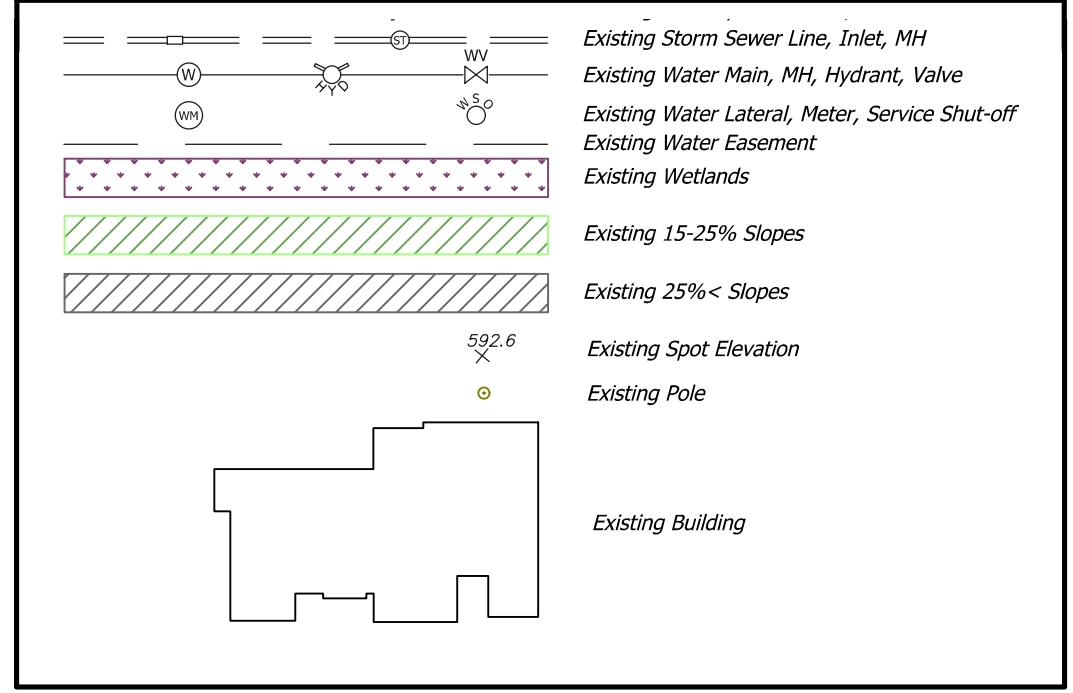 Existing
Existing Storm Sewer Line, Inlet, MH
ST
WV
Existing Water Main, MH, Hydrant, Valve
W
HYD
Existing Water Lateral, Meter, Service Shut-off
WM
WSO
Existing Water Easement
Existing Wetlands
Existing 15-25% Slopes
Existing 25%< Slopes
592.6
Existing Spot Elevation
Existing Pole
Existing Building